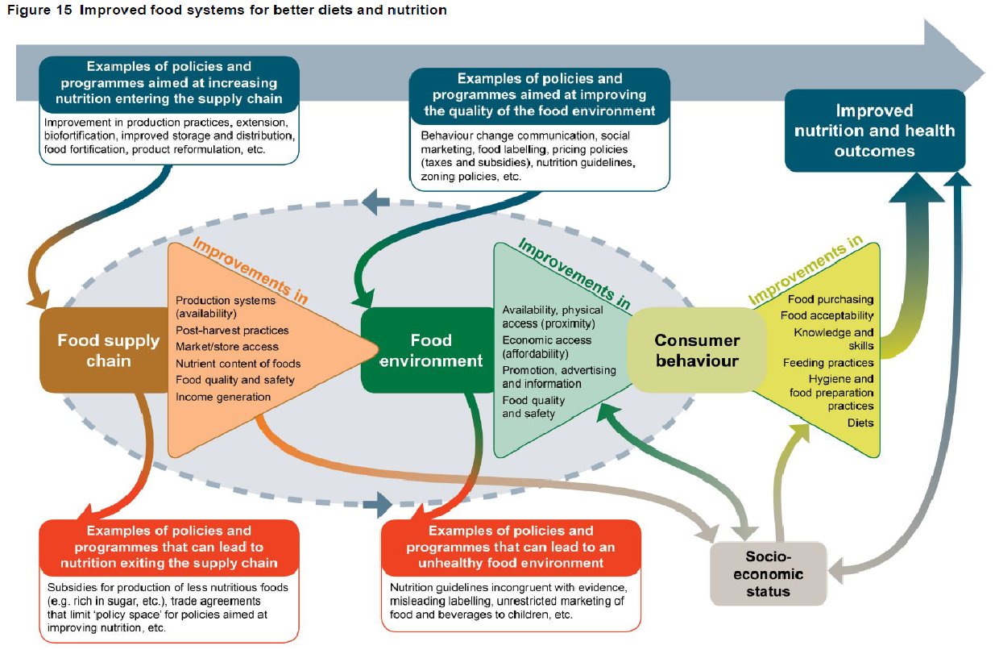 Figure 15 Improved food systems for better diets and nutrition
Examples of policies and
programmes aimed at increasing
nutrition entering the supply chain
Improvement in production practices, extension,
biofortification, improved storage and distribution,
food fortification, product reformulation, etc.
Examples of policies and
programmes aimed at improving
the quality of the food environment
Behaviour change communication, social
marketing, food labelling, pricing policies
(taxes and subsidies), nutrition guidelines,
zoning policies, etc.
Improved
nutrition and health
outcomes
Food supply
chain
Improvements in
Production systems
(availability)
Post-harvest practices
Market/store access
Nutrient content of foods
Food quality and safety
Income generation
Food
environment
Improvements in
Availability, physical
access (proximity)
Economic access
(affordability)
Promotion, advertising
and information
Food quality
and safety
Consumer
behaviour
Improvements in
Food purchasing
Food acceptability
Knowledge and
skills
Feeding practices
Hygiene and
food preparation
practices
Diets
Examples of policies and
programmes that can lead to
nutrition exiting the supply chain
Subsidies for production of less nutritious foods
(e.g. rich in sugar, etc.), trade agreements
that limit ‘policy space’ for policies aimed at
improving nutrition, etc.
Examples of policies and
programmes that can lead to an
unhealthy food environment
Nutrition guidelines incongruent with evidence,
misleading labelling, unrestricted marketing of
food and beverages to children, etc.
Socio-
economic
status